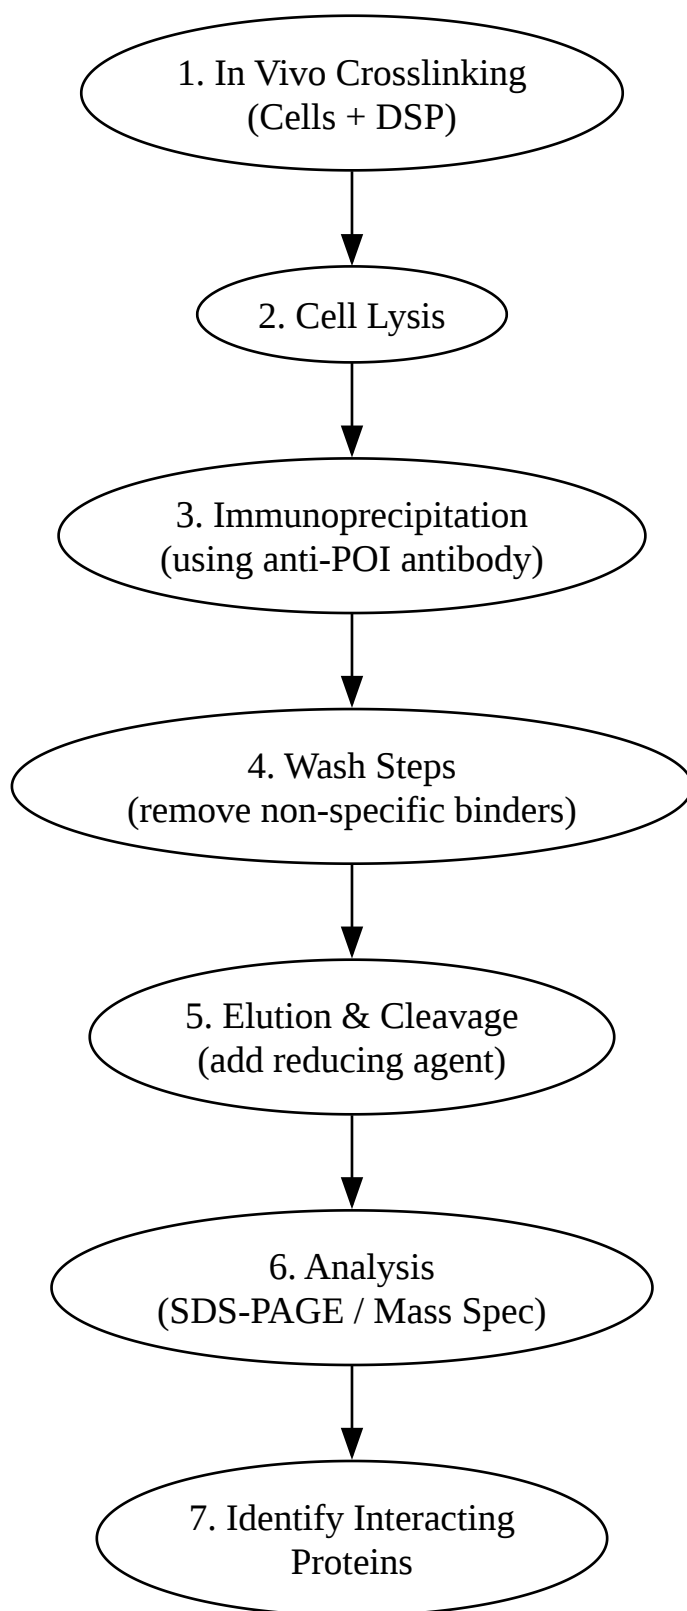 1. In Vivo Crosslinking
(Cells + DSP)
2. Cell Lysis
3. Immunoprecipitation
(using anti-POI antibody)
4. Wash Steps
(remove non-specific binders)
5. Elution & Cleavage
(add reducing agent)
6. Analysis
(SDS-PAGE / Mass Spec)
7. Identify Interacting
Proteins